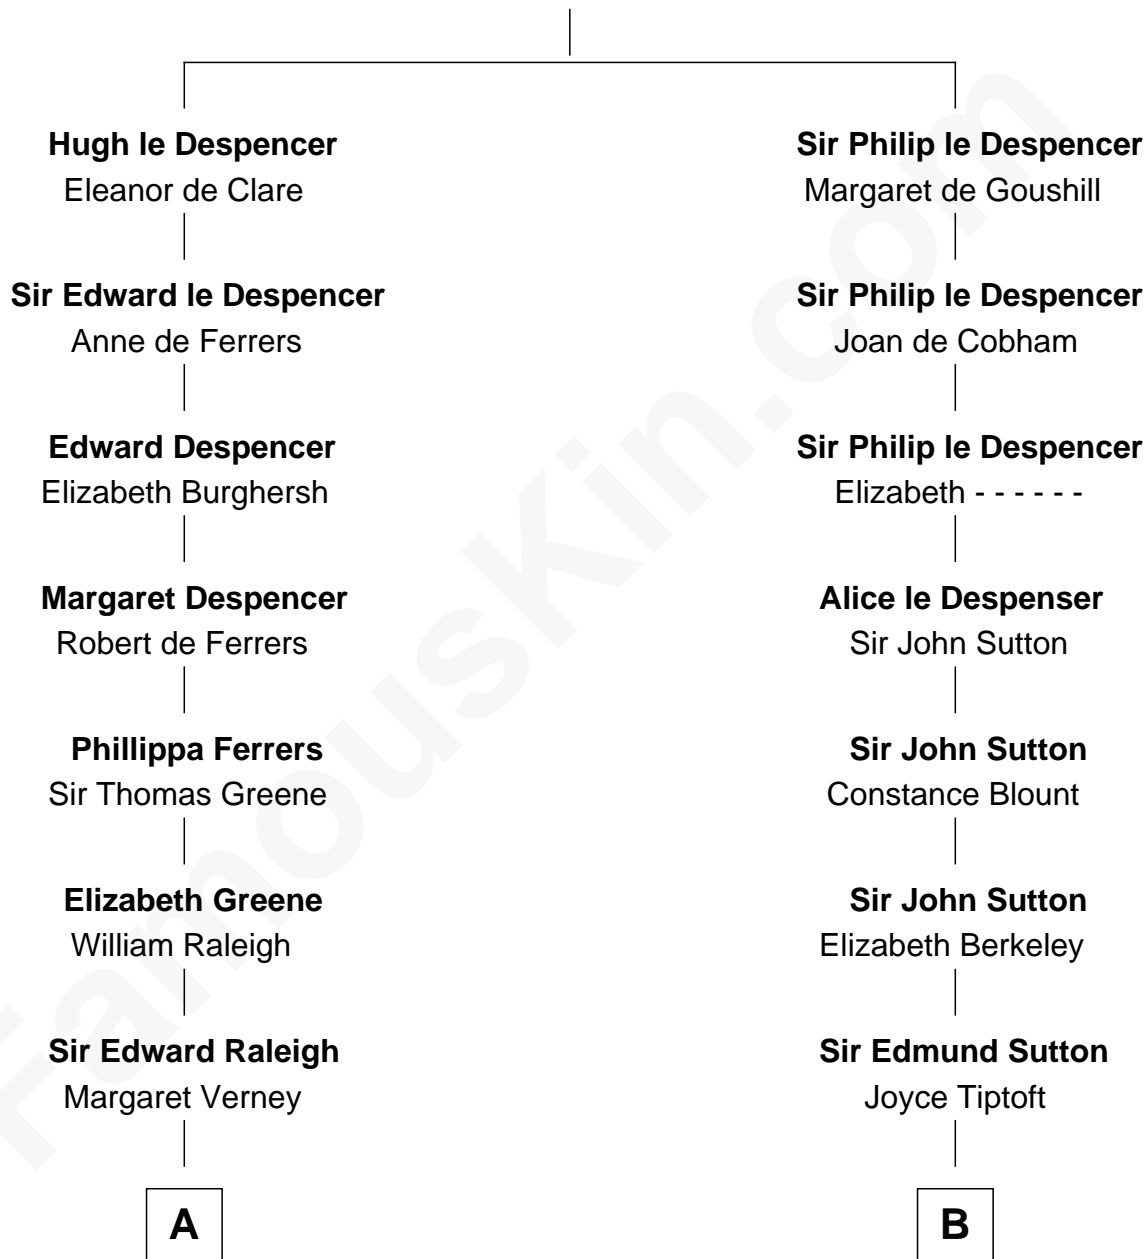 Hugh le Despencer
Eleanor de Clare
Sir Edward le Despencer
Anne de Ferrers
Edward Despencer
Elizabeth Burghersh
Margaret Despencer
Robert de Ferrers
Phillippa Ferrers
Sir Thomas Greene
Elizabeth Greene
William Raleigh
Sir Edward Raleigh
Margaret Verney
A
Sir Philip le Despencer
Margaret de Goushill
Sir Philip le Despencer
Joan de Cobham
Sir Philip le Despencer
Elizabeth - - - - - -
Alice le Despenser
Sir John Sutton
Sir John Sutton
Constance Blount
Sir John Sutton
Elizabeth Berkeley
Sir Edmund Sutton
Joyce Tiptoft
B
FamousKin.com